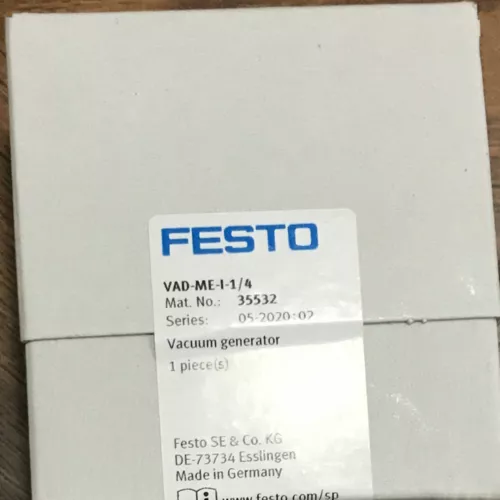 FESTO
VAD-ME-I-1/4
Mat. No.: 35532
Series: 05-2020:02
Vacuum generator
1 piece(s)
Festo SE & Co. KG
DE-73734 Esslingen
Made in Germany
www.festo.com/sp